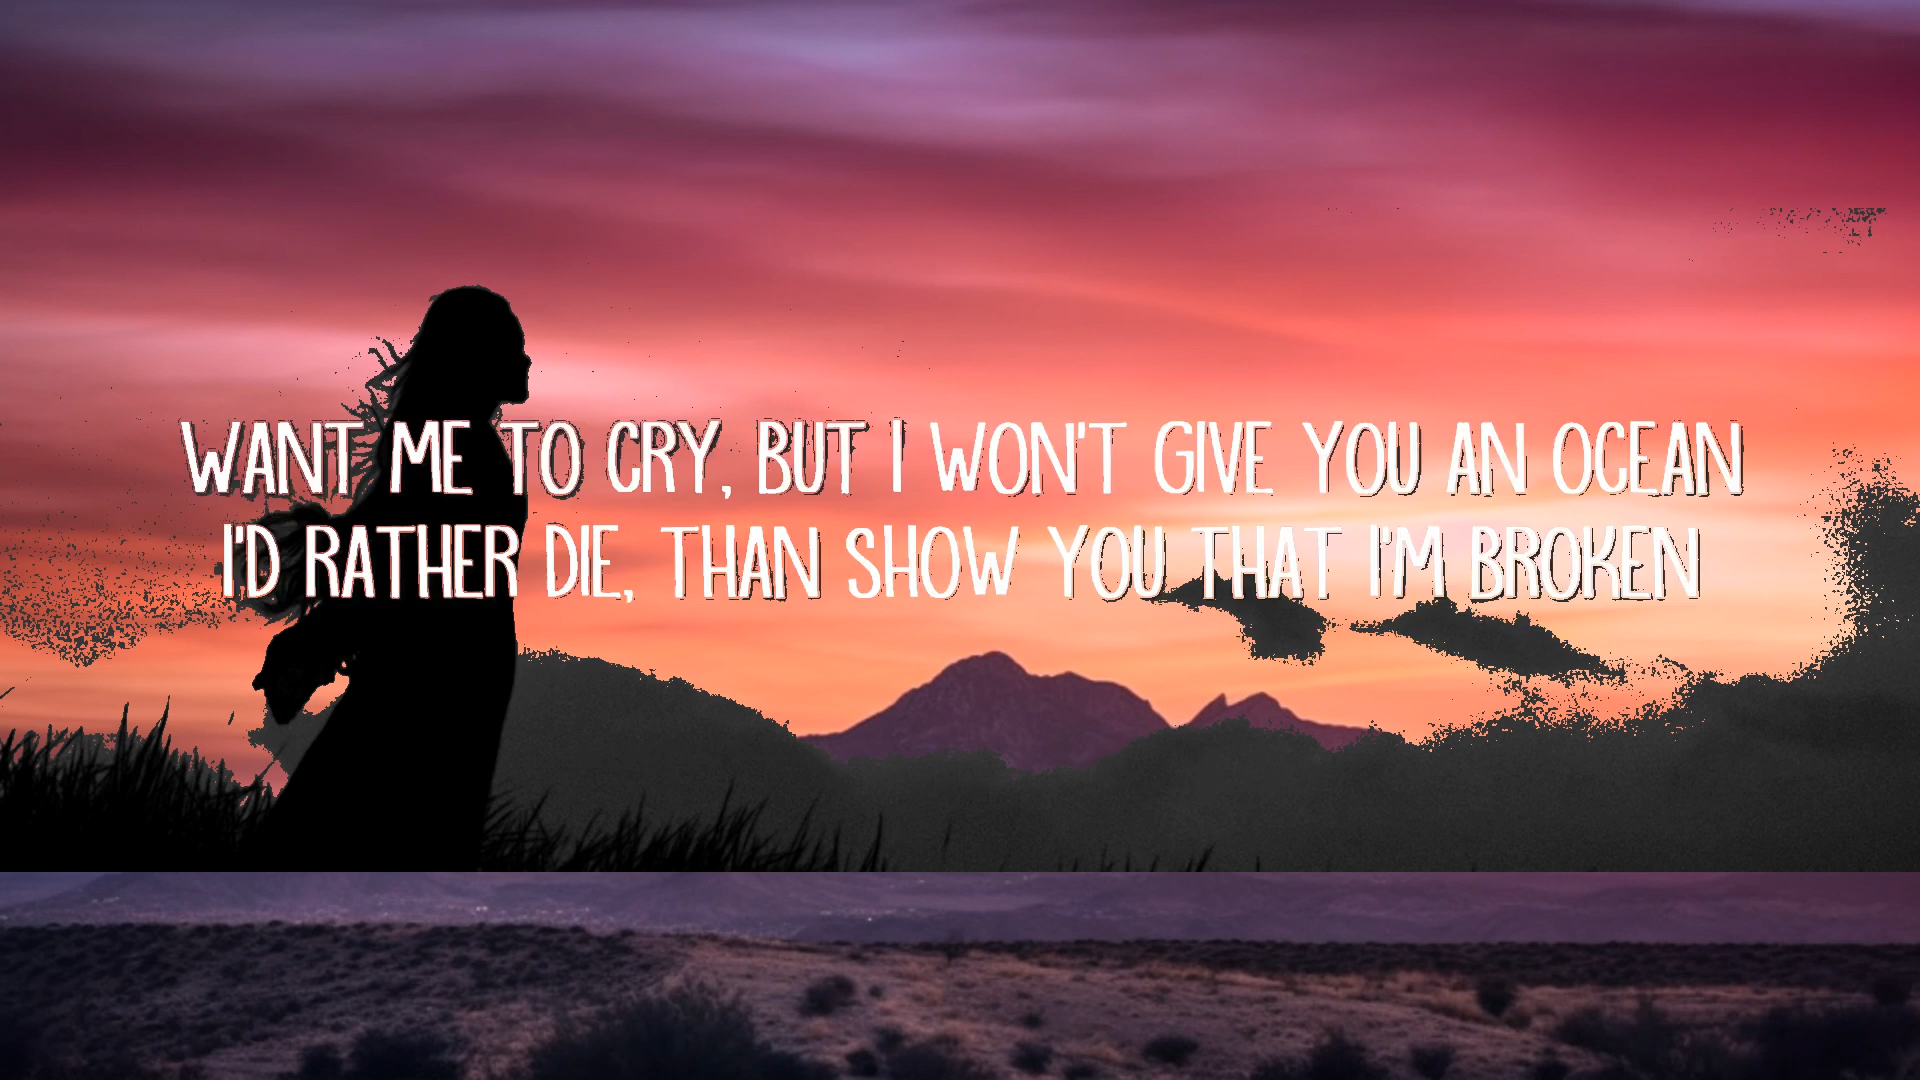 WANT ME TO CRY, BUT I WON'T GIVE YOU AN OCEAN
I'D RATHER DIE, THAN SHOW YOU THAT I'M BROKEN